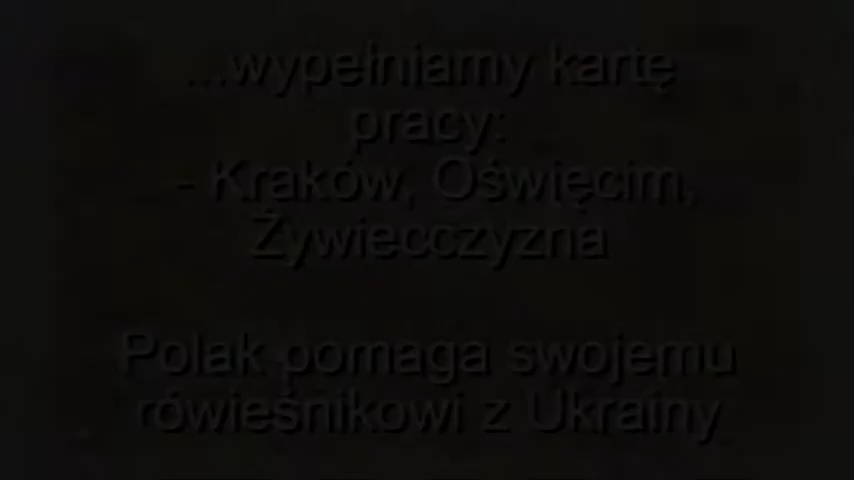 ...wypełniamy kartę
pracy:
- Kraków, Oświęcim,
Żywiecczyzna
Polak pomaga swojemu
rówieśnikowi z Ukrainy